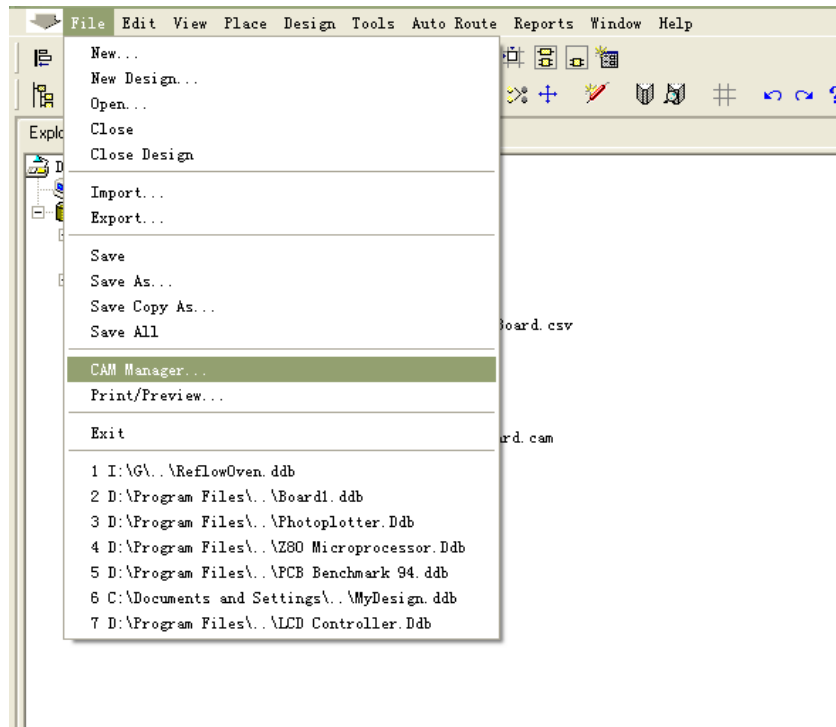 File Edit View Place Design Tools Auto Route Reports Window Help
New...
New Design...
Open...
Close
Close Design
Import...
Export...
Save
Save As...
Save Copy As...
Save All
CAM Manager...
Print/Preview...
Exit
1 I:\G\..\ReflowOven.ddb
2 D:\Program Files\..\Board1.ddb
3 D:\Program Files\..\Photoplotter.Ddb
4 D:\Program Files\..\Z80 Microprocessor.Ddb
5 D:\Program Files\..\PCB Benchmark 94.ddb
6 C:\Documents and Settings\..\MyDesign.ddb
7 D:\Program Files\..\LCD Controller.Ddb
Explo
D
Board.csv
ard.cam